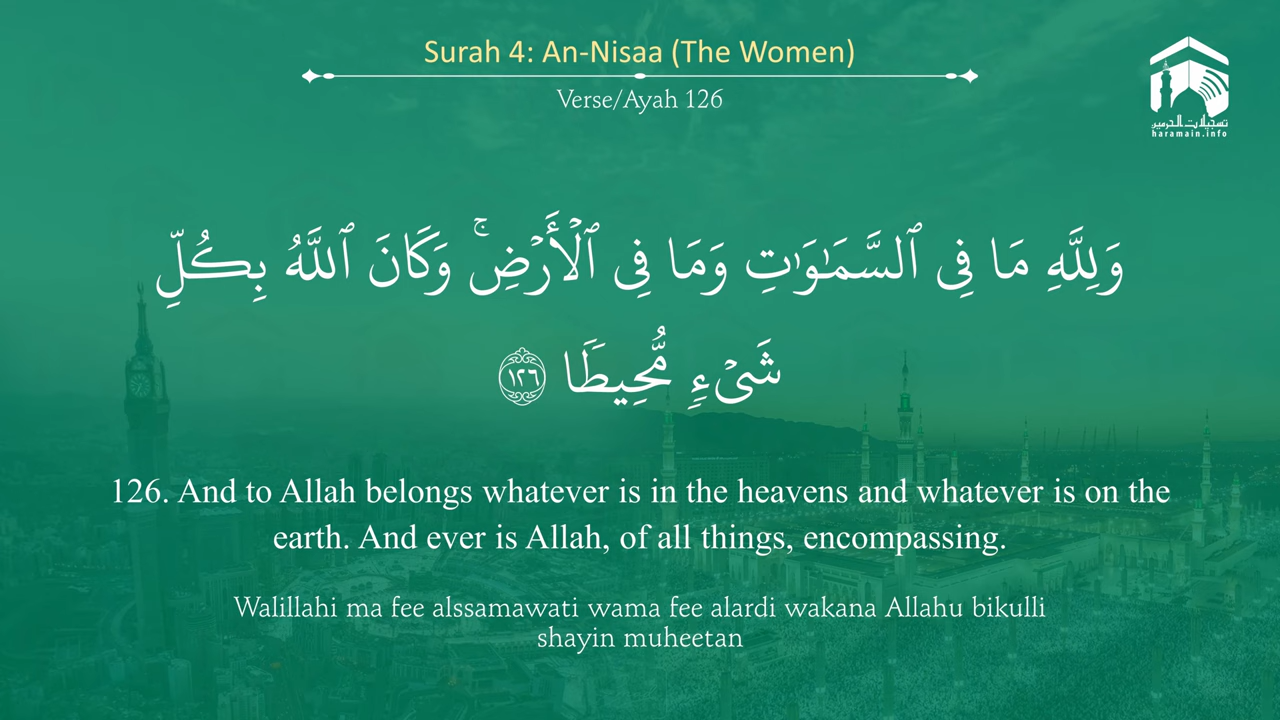 Surah 4: An-Nisaa (The Women)
Verse/Ayah 126
تسجيلات الحرمين
haramain.info
وَلِلَّهِ مَا فِى ٱلسَّمَـٰوَٰتِ وَمَا فِى ٱلْأَرْضِ ۚ وَكَانَ ٱللَّهُ بِكُلِّ
شَىْءٍ مُّحِيطًا ١٢٦
126. And to Allah belongs whatever is in the heavens and whatever is on the
earth. And ever is Allah, of all things, encompassing.
Walillahi ma fee alssamawati wama fee alardi wakana Allahu bikulli
shayin muheetan